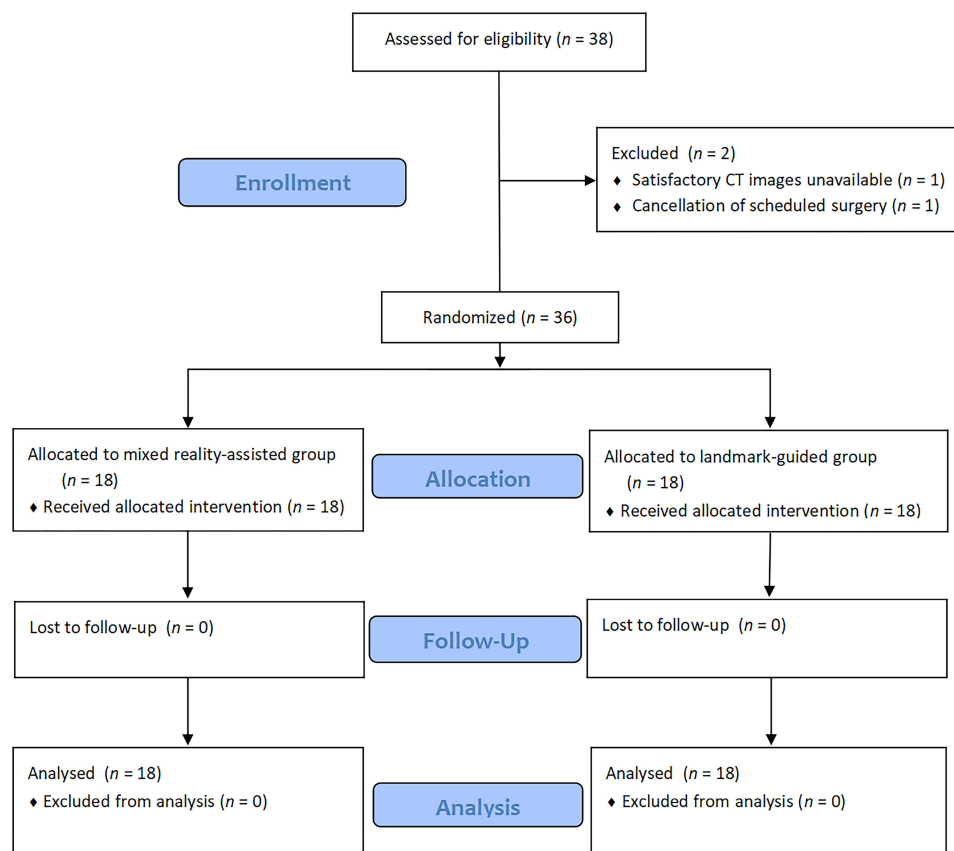 Assessed for eligibility (n = 38)
Enrollment
Excluded (n = 2)
♦ Satisfactory CT images unavailable (n = 1)
♦ Cancellation of scheduled surgery (n = 1)
Randomized (n = 36)
Allocated to mixed reality-assisted group
(n = 18)
♦ Received allocated intervention (n = 18)
Allocation
Allocated to landmark-guided group
(n = 18)
♦ Received allocated intervention (n = 18)
Lost to follow-up (n = 0)
Follow-Up
Lost to follow-up (n = 0)
Analysed (n = 18)
♦ Excluded from analysis (n = 0)
Analysis
Analysed (n = 18)
♦ Excluded from analysis (n = 0)